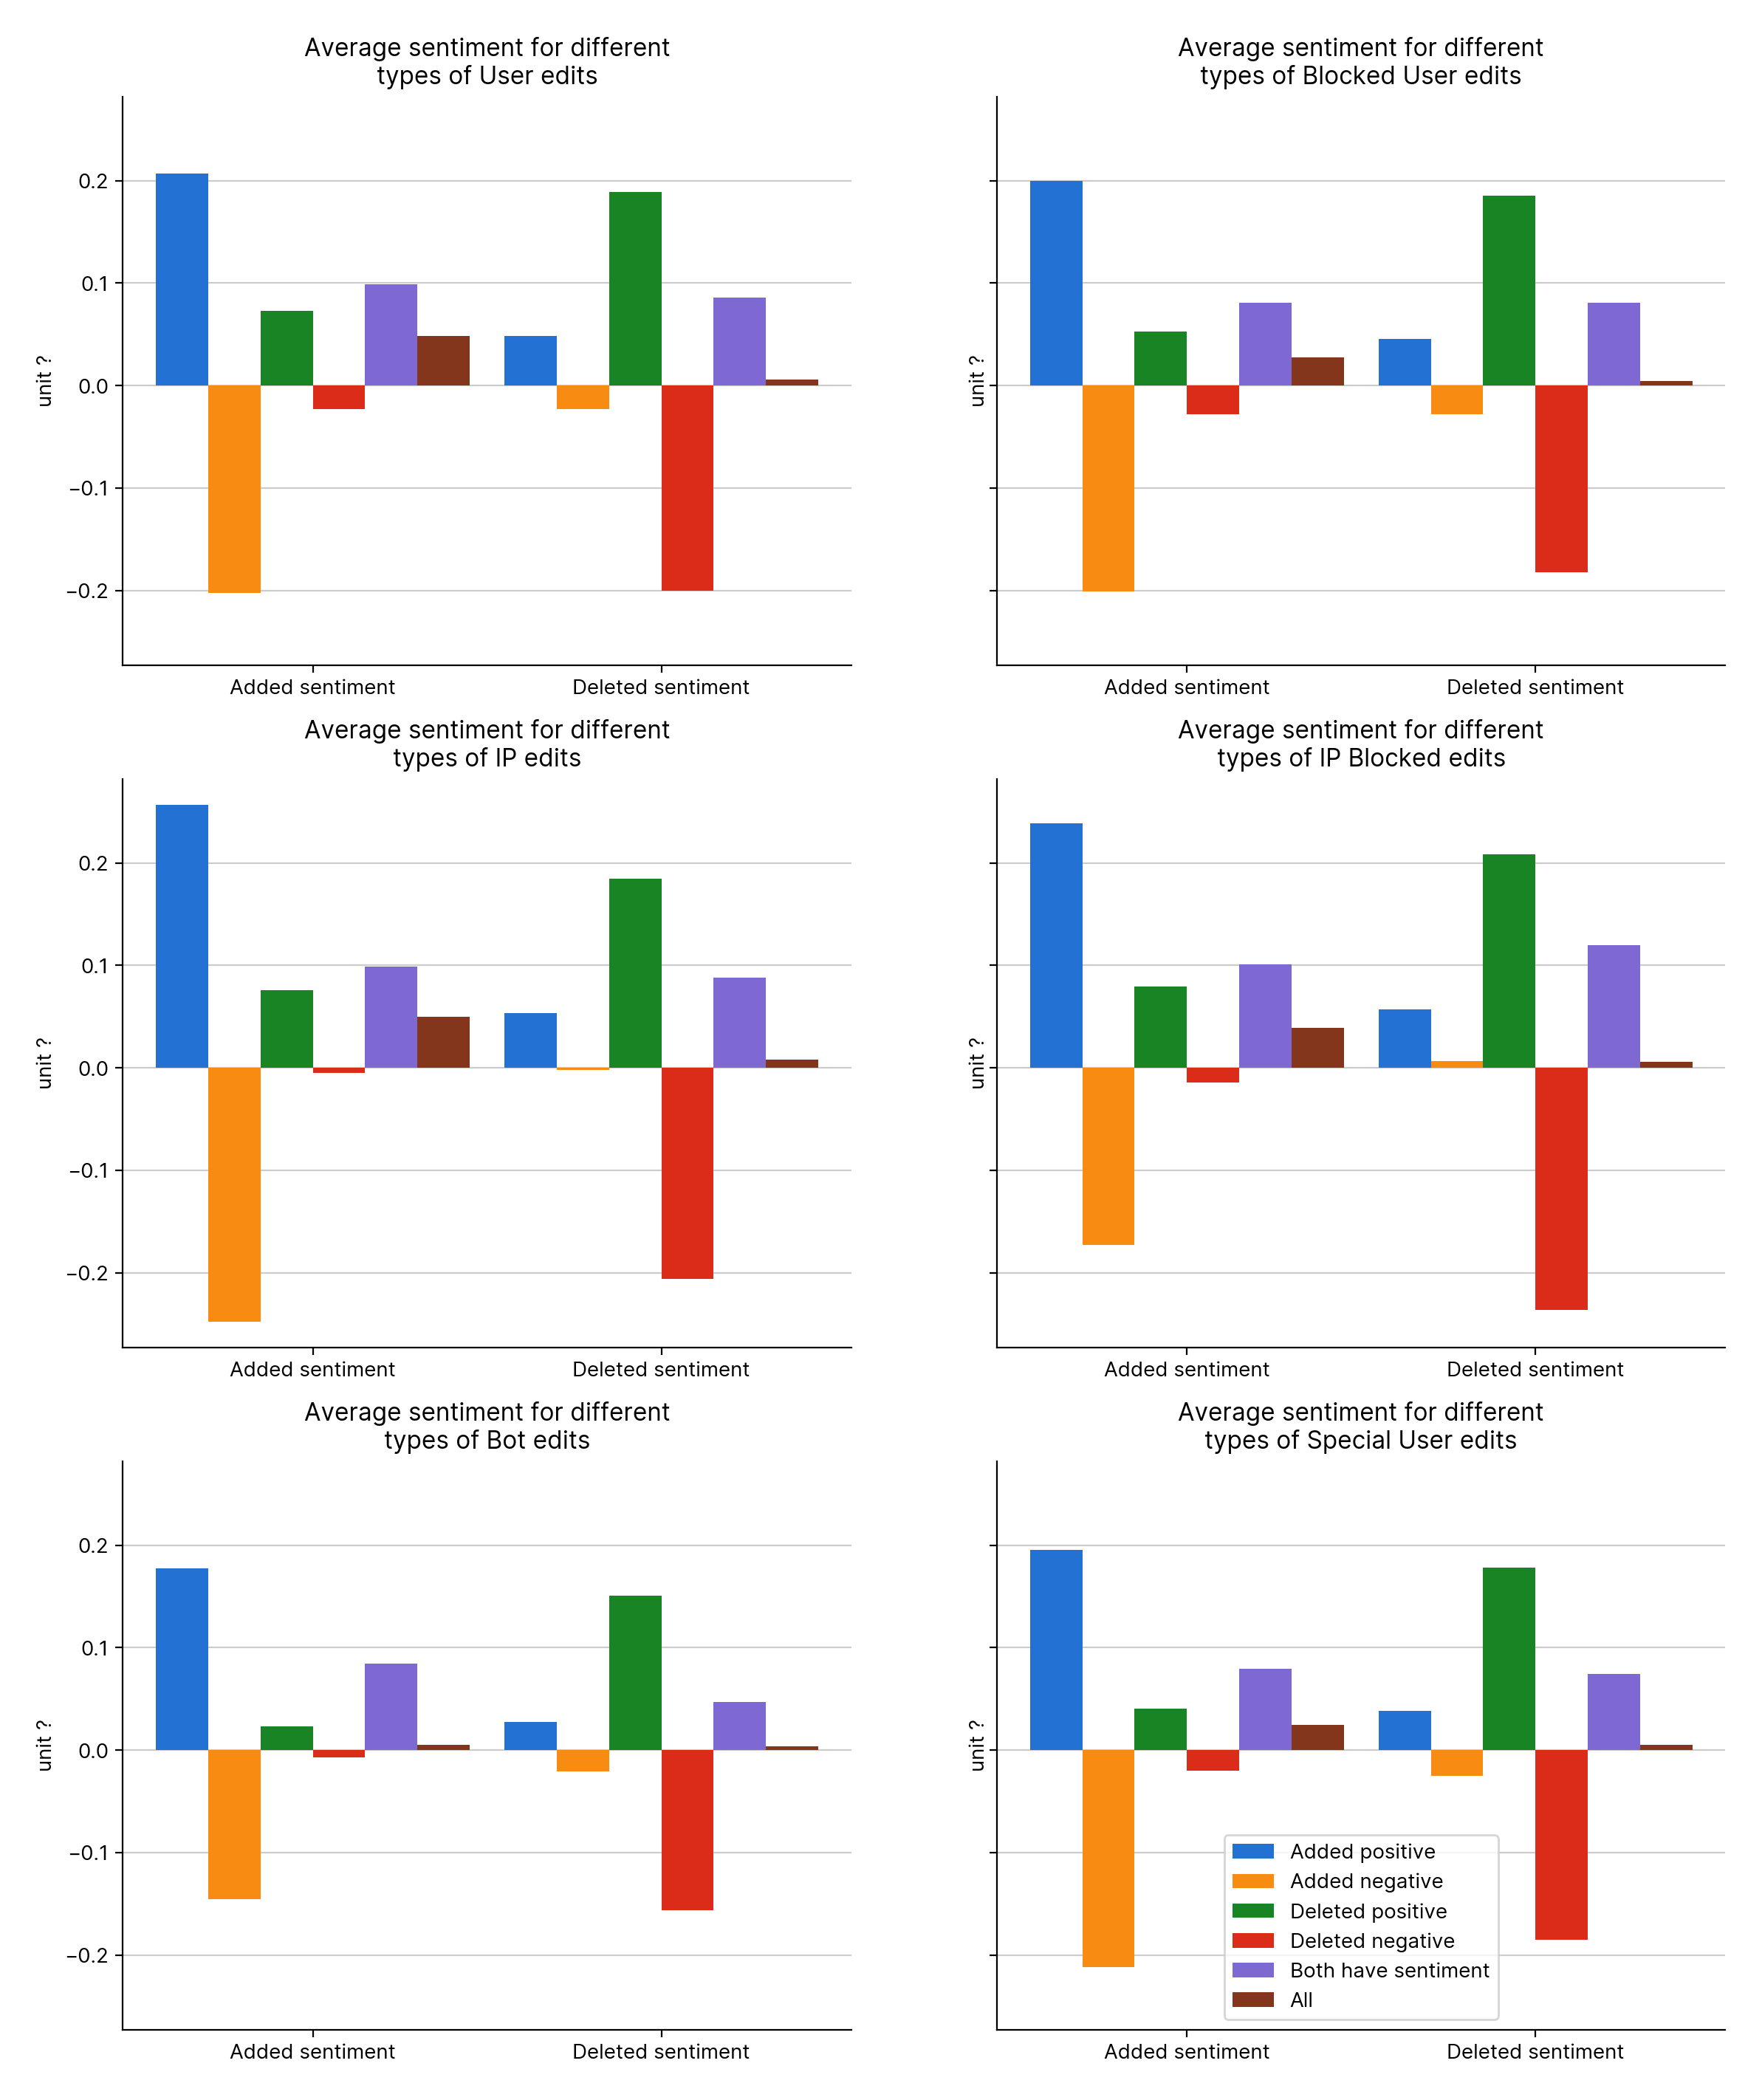 Average sentiment for different
types of User edits
unit ?
0.2
0.1
0.0
−0.1
−0.2
Added sentiment
Deleted sentiment
Average sentiment for different
types of Blocked User edits
unit ?
Added sentiment
Deleted sentiment
Average sentiment for different
types of IP edits
unit ?
0.2
0.1
0.0
−0.1
−0.2
Added sentiment
Deleted sentiment
Average sentiment for different
types of IP Blocked edits
unit ?
Added sentiment
Deleted sentiment
Average sentiment for different
types of Bot edits
unit ?
0.2
0.1
0.0
−0.1
−0.2
Added sentiment
Deleted sentiment
Average sentiment for different
types of Special User edits
unit ?
Added positive
Added negative
Deleted positive
Deleted negative
Both have sentiment
All
Added sentiment
Deleted sentiment